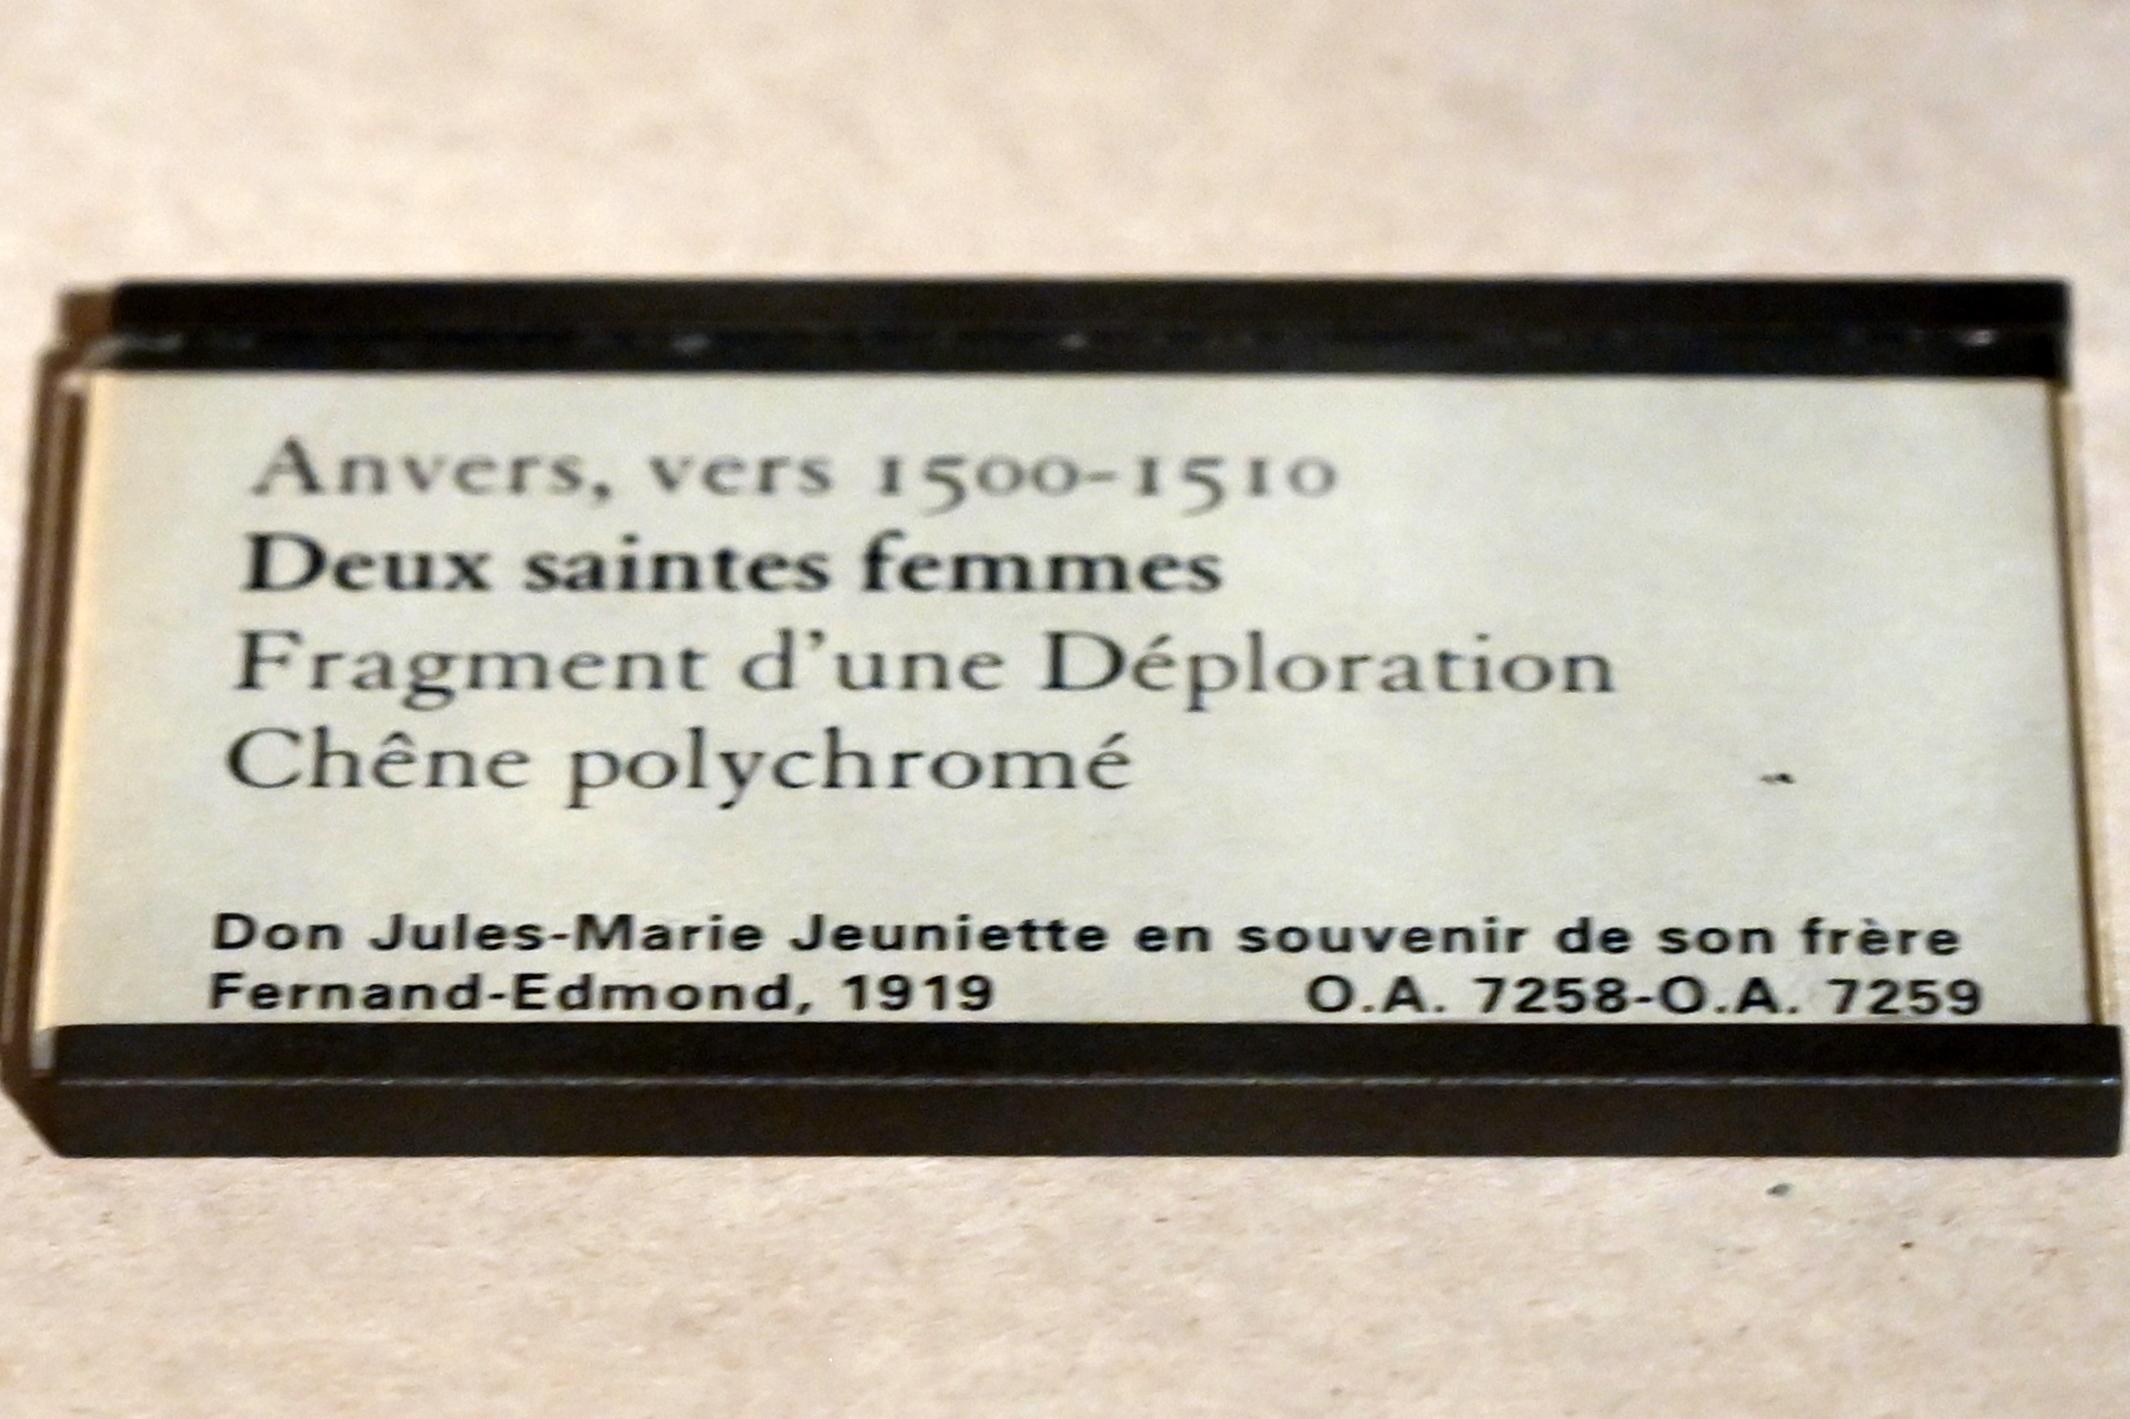 Anvers, vers 1500-1510
Deux saintes femmes
Fragment d'une Déploration
Chêne polychromé
Don Jules-Marie Jeuniette en souvenir de son frère
Fernand-Edmond, 1919 O.A. 7258-O.A. 7259